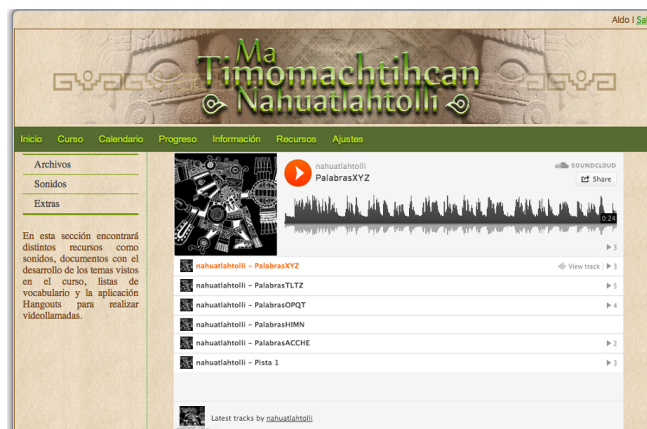 Aldo | Sal
Ma
Timomachtihcan
Nahuatlahtolli
Inicio Curso Calendario Progreso Información Recursos Ajustes
Archivos
Sonidos
Extras
En esta sección encontrará
distintos recursos como
sonidos, documentos con el
desarrollo de los temas vistos
en el curso, listas de
vocabulario y la aplicación
Hangouts para realizar
videollamadas.
nahuatlahtolli
PalabrasXYZ
SOUNDCLOUD
Share
0:24
3
nahuatlahtolli - PalabrasXYZ View track 3
nahuatlahtolli - PalabrasTLTZ 5
nahuatlahtolli - PalabrasOPQT 4
nahuatlahtolli - PalabrasHIMN
nahuatlahtolli - PalabrasACCHE 2
nahuatlahtolli - Pista 1 3
Latest tracks by nahuatlahtolli